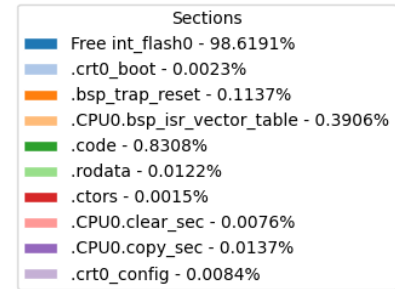 Sections
Free int_flash0 - 98.6191%
.crt0_boot - 0.0023%
.bsp_trap_reset - 0.1137%
.CPU0.bsp_isr_vector_table - 0.3906%
.code - 0.8308%
.rodata - 0.0122%
.ctors - 0.0015%
.CPU0.clear_sec - 0.0076%
.CPU0.copy_sec - 0.0137%
.crt0_config - 0.0084%